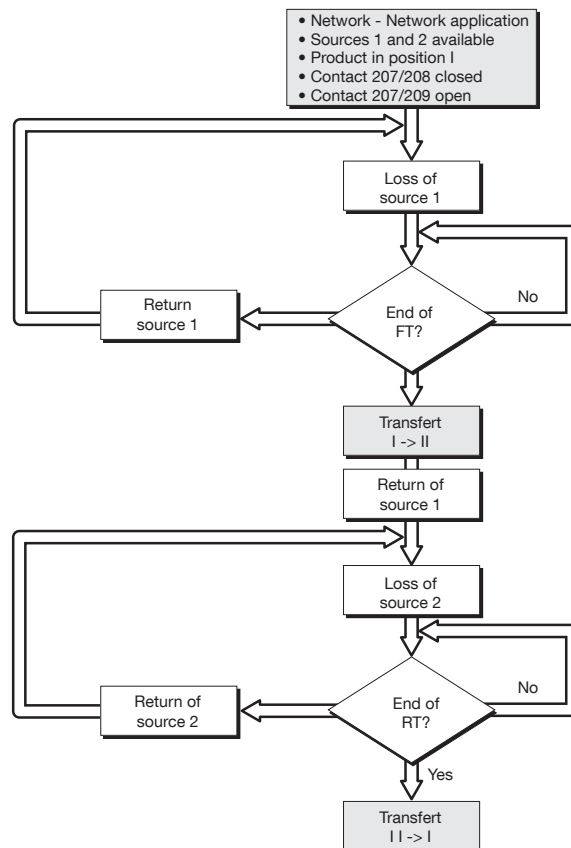 • Network - Network application
• Sources 1 and 2 available
• Product in position I
• Contact 207/208 closed
• Contact 207/209 open
Loss of
source 1
End of
FT?
No
Return
source 1
Transfert
I -> II
Return of
source 1
Loss of
source 2
End of
RT?
No
Return of
source 2
Yes
Transfert
I I -> I